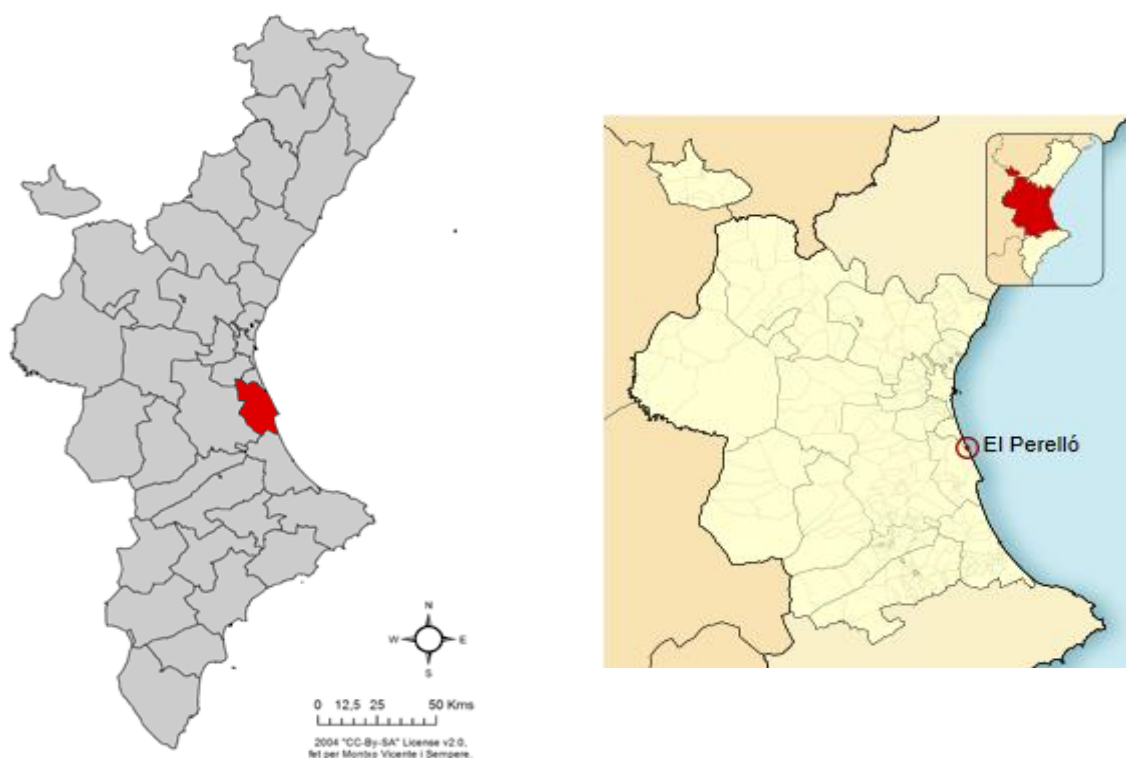 N
W E
S
0 12,5 25 50 Kms
2004 "CC-By-SA" License v2.0,
fet per Montxo Vicente i Sempere.
El Perelló